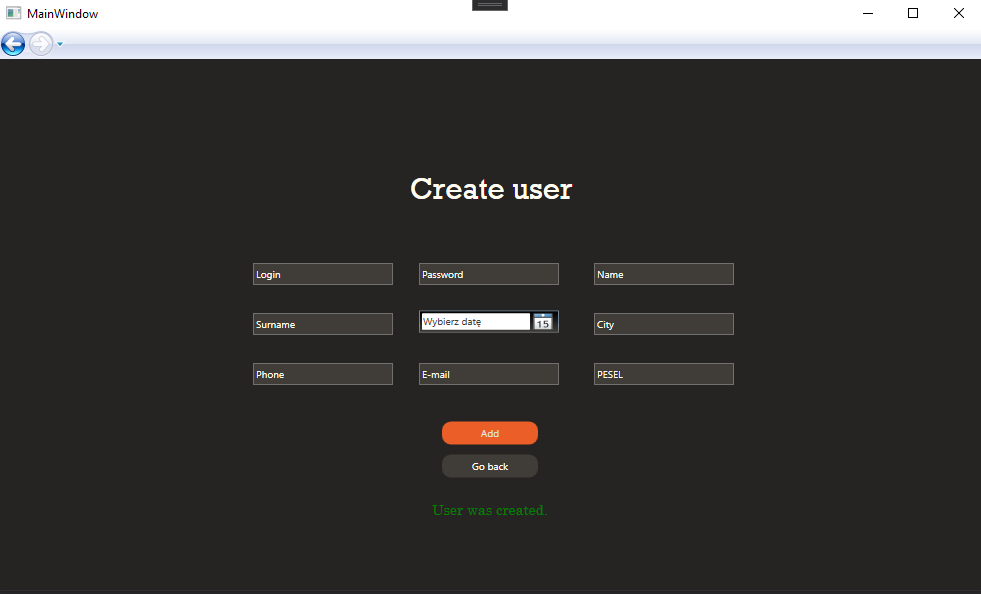 MainWindow
Create user
Login
Password
Name
Surname
Wybierz datę
15
City
Phone
E-mail
PESEL
Add
Go back
User was created.